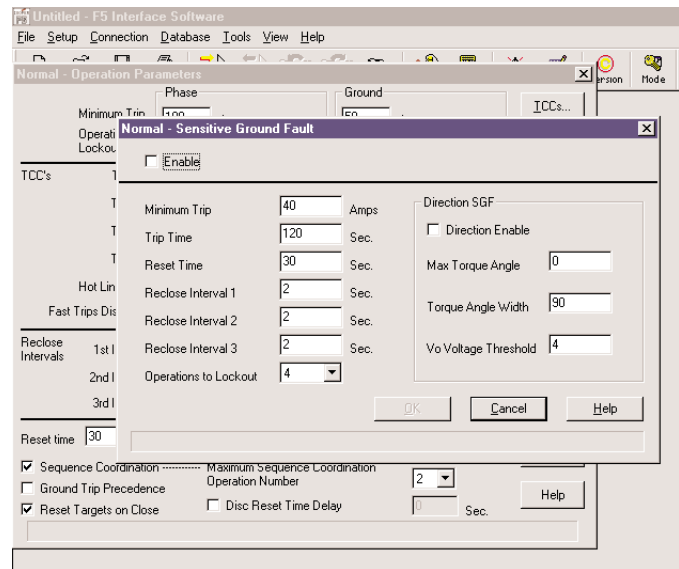 Untitled - F5 Interface Software
File Setup Connection Database Tools View Help
Mode
Normal - Operation Parameters
Phase Ground
Minimum Trip
TCCs...
Normal - Sensitive Ground Fault
Enable
TCC's
Minimum Trip 40 Amps
Trip Time 120 Sec.
Reset Time 30 Sec.
Reclose Interval 1 2 Sec.
Reclose Interval 2 2 Sec.
Reclose Interval 3 2 Sec.
Operations to Lockout 4
Direction SGF
Direction Enable
Max Torque Angle 0
Torque Angle Width 90
Vo Voltage Threshold 4
OK Cancel Help
Hot Lin
Fast Trips Dis
Reclose
Intervals
1st I
2nd I
3rd I
Reset time 30
Sequence Coordination
Maximum Sequence Coordination
Operation Number 2
Ground Trip Precedence
Reset Targets on Close
Disc Reset Time Delay 0 Sec.
Help